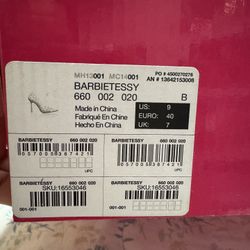 MH13001 MC14001
PO # 4500270276
AN # 13642153008
BARBIETESSY
660 002 020
B
Made in China
Fabriqué En Chine
Hecho En China
US: 9
EURO: 40
UK: 7
BARBIETESSY 660 002 020
UPC
BARBIETESSY 660 002 020
UPC
BARBIETESSY 660 002 020
SKU:16553046
001-001
BARBIETESSY 660 002 020
SKU:16553046
001-001